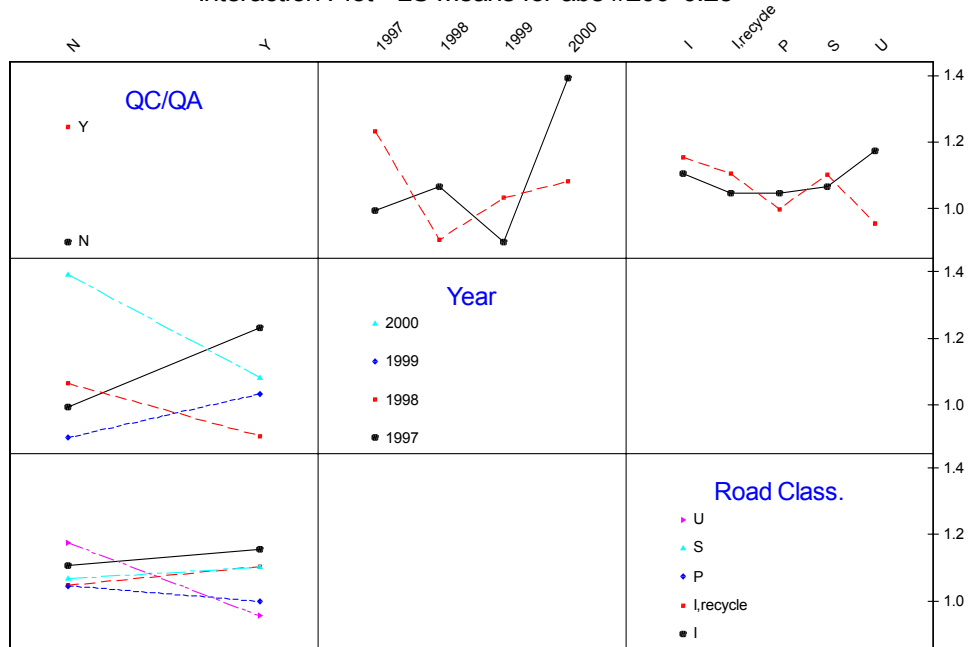 N Y 1997 1998 1999 2000 I I,recycle P S U
QC/QA
Y
N
1.4
1.2
1.0
Year
2000
1999
1998
1997
1.4
1.2
1.0
Road Class.
U
S
P
I,recycle
I
1.4
1.2
1.0